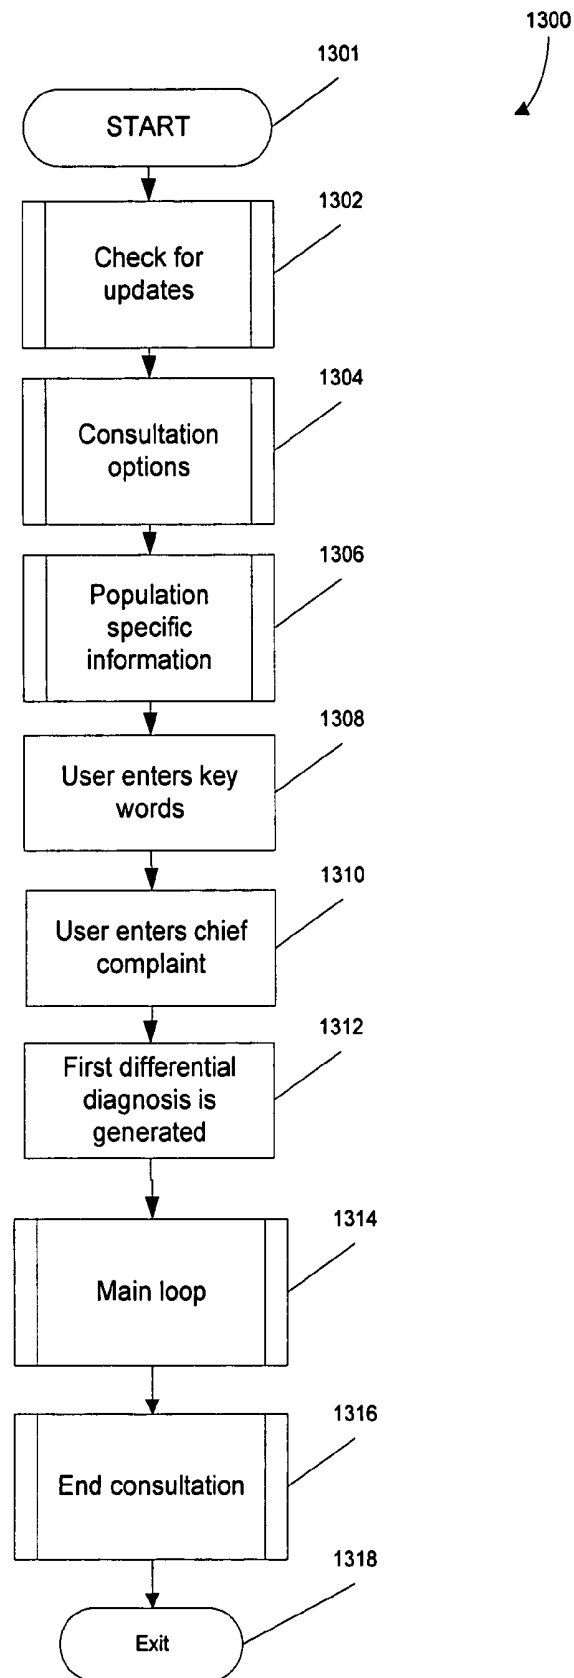 1300
1301
START
1302
Check for
updates
1304
Consultation
options
1306
Population
specific
information
1308
User enters key
words
1310
User enters chief
complaint
1312
First differential
diagnosis is
generated
1314
Main loop
1316
End consultation
1318
Exit